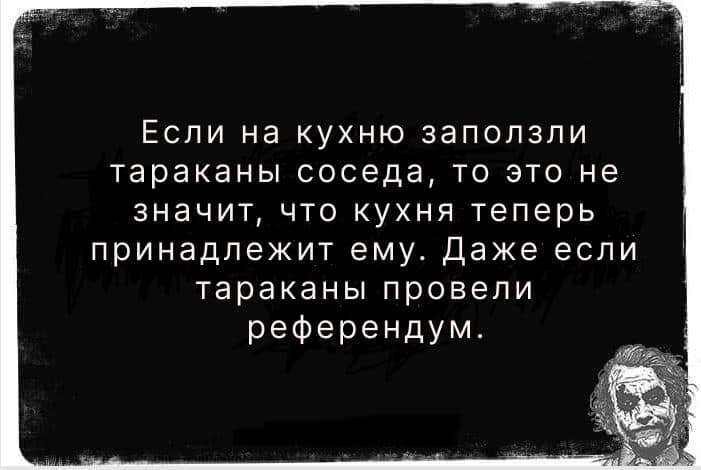 Если на кухню заползли
тараканы соседа, то это не
значит, что кухня теперь
принадлежит ему. Даже если
тараканы провели
референдум.